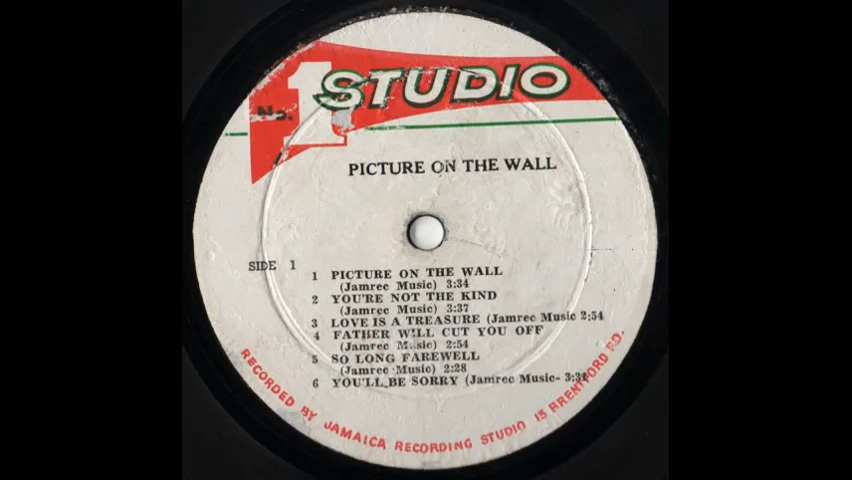 No. 1 STUDIO
PICTURE ON THE WALL
SIDE 1
1 PICTURE ON THE WALL
(Jamrec Music) 3:34
2 YOU'RE NOT THE KIND
(Jamrec Music) 3:37
3 LOVE IS A TREASURE (Jamrec Music 2:54
4 FATHER WILL CUT YOU OFF
(Jamrec Music) 2:54
5 SO LONG FAREWELL
(Jamrec Music) 2:28
6 YOU'LL BE SORRY (Jamrec Music-
RECORDED BY JAMAICA RECORDING STUDIO 13 BRENTFORD RD.